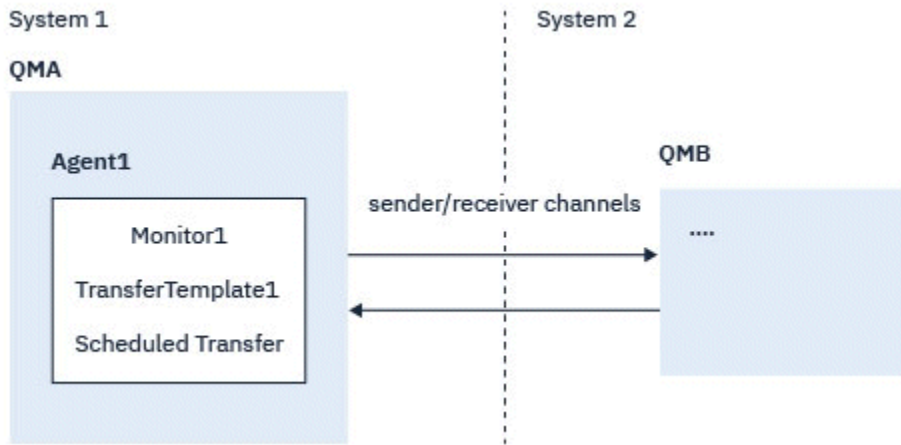 System 1
System 2
QMA
Agent1
Monitor1
TransferTemplate1
Scheduled Transfer
sender/receiver channels
QMB
....